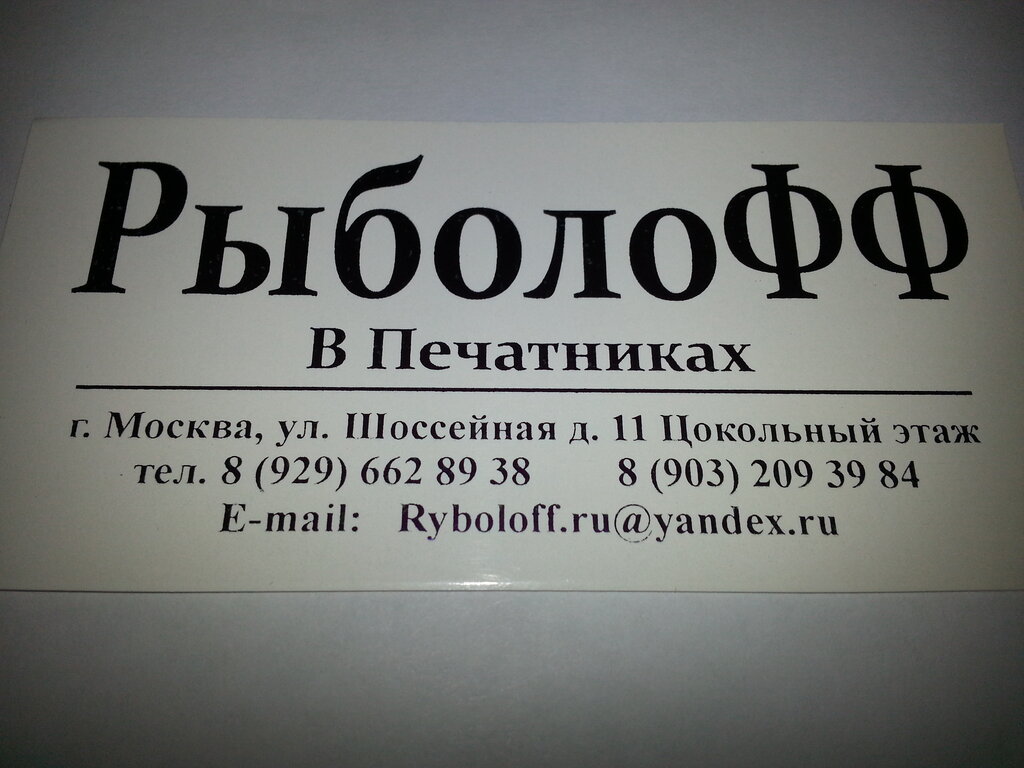 РыболоФФ
В Печатниках
г. Москва, ул. Шоссейная д. 11 Цокольный этаж
тел. 8 (929) 662 89 38 8 (903) 209 39 84
E-mail: Ryboloff.ru@yandex.ru